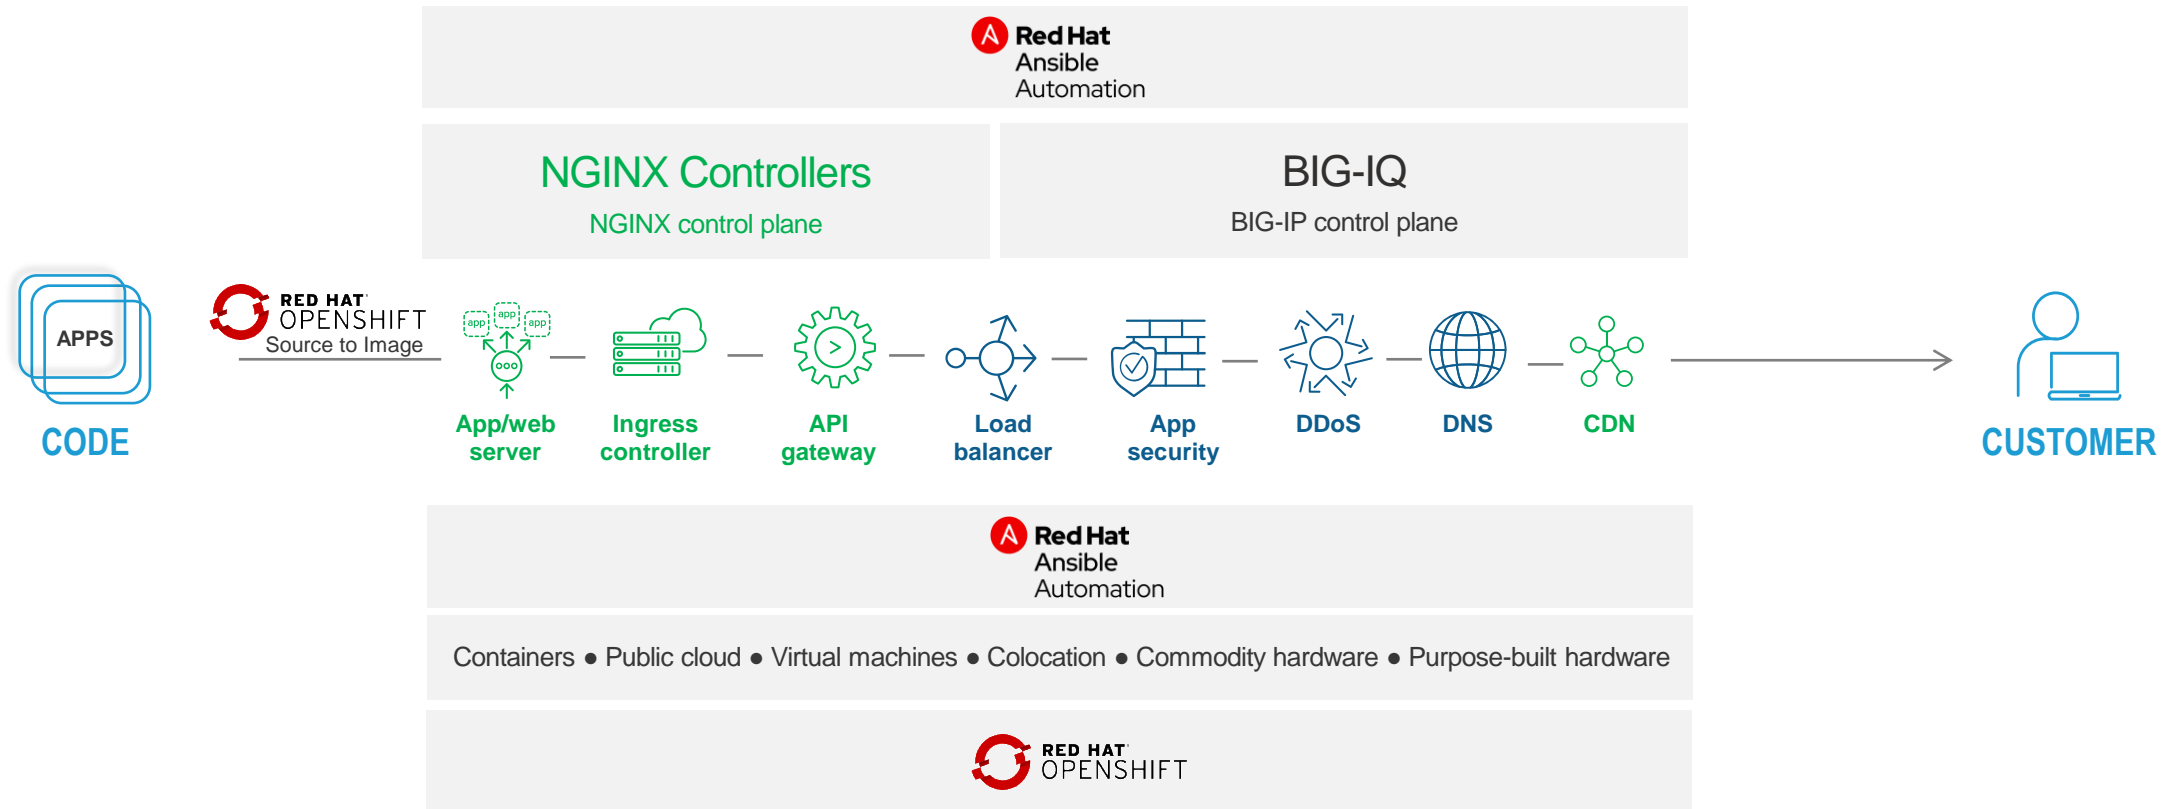 Red Hat
Ansible
Automation
NGINX Controllers
NGINX control plane
BIG-IQ
BIG-IP control plane
APPS
CODE
RED HAT
OPENSHIFT
Source to Image
app
app
app
App/web
server
Ingress
controller
API
gateway
Load
balancer
App
security
DDoS
DNS
CDN
CUSTOMER
Red Hat
Ansible
Automation
Containers ● Public cloud ● Virtual machines ● Colocation ● Commodity hardware ● Purpose-built hardware
RED HAT
OPENSHIFT